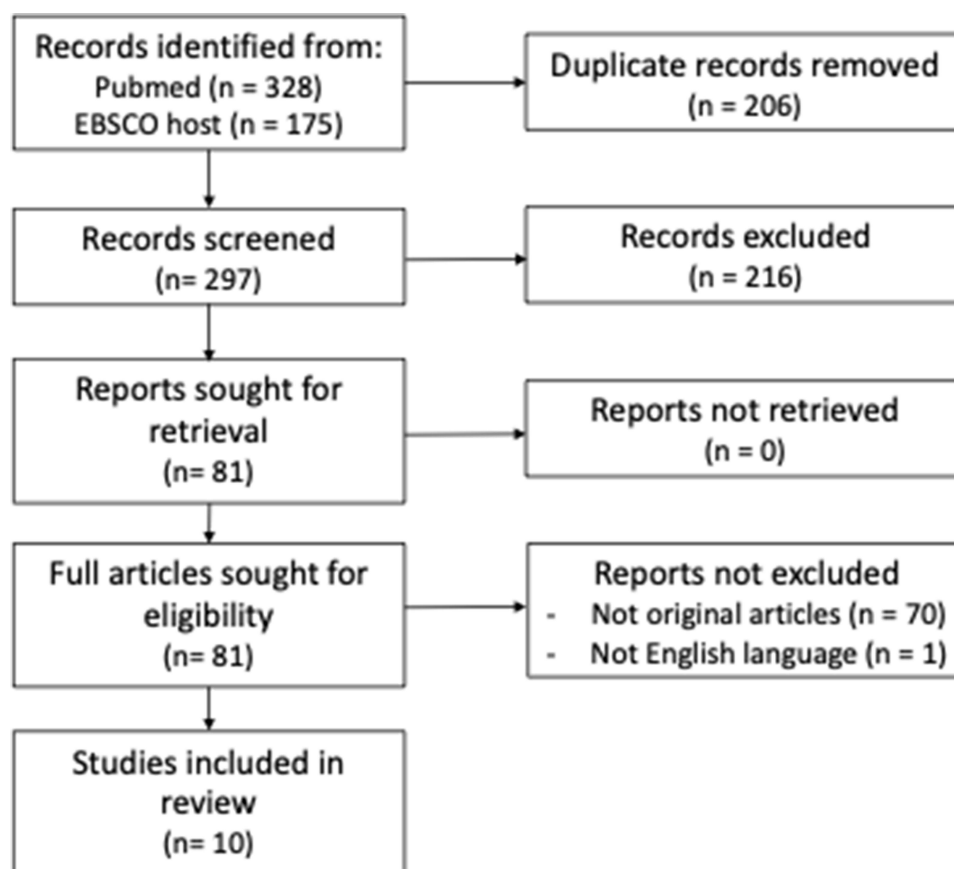 Records identified from:
Pubmed (n = 328)
EBSCO host (n = 175)
Duplicate records removed
(n = 206)
Records screened
(n= 297)
Records excluded
(n = 216)
Reports sought for
retrieval
(n= 81)
Reports not retrieved
(n = 0)
Full articles sought for
eligibility
(n= 81)
Reports not excluded
- Not original articles (n = 70)
- Not English language (n = 1)
Studies included in
review
(n= 10)